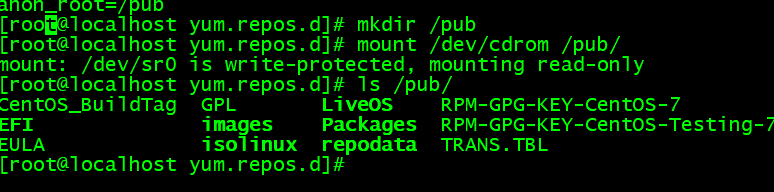 anon_root=/pub
[root@localhost yum.repos.d]# mkdir /pub
[root@localhost yum.repos.d]# mount /dev/cdrom /pub/
mount: /dev/sr0 is write-protected, mounting read-only
[root@localhost yum.repos.d]# ls /pub/
CentOS_BuildTag  GPL       LiveOS    RPM-GPG-KEY-CentOS-7
EFI              images    Packages  RPM-GPG-KEY-CentOS-Testing-7
EULA             isolinux  repodata  TRANS.TBL
[root@localhost yum.repos.d]#